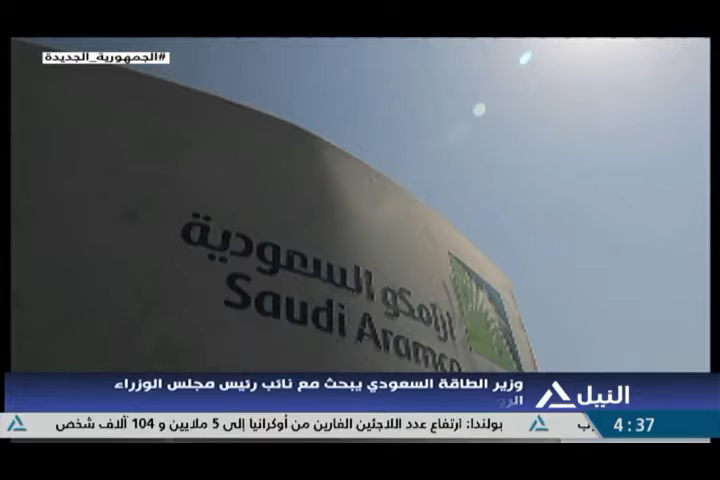 #الجمهورية_الجديدة
أرامكو السعودية
Saudi Aramco
وزير الطاقة السعودي يبحث مع نائب رئيس مجلس الوزراء
النيل
بولندا: ارتفاع عدد اللاجئين الفارين من أوكرانيا إلى 5 ملايين و 104 آلاف شخص
4:37